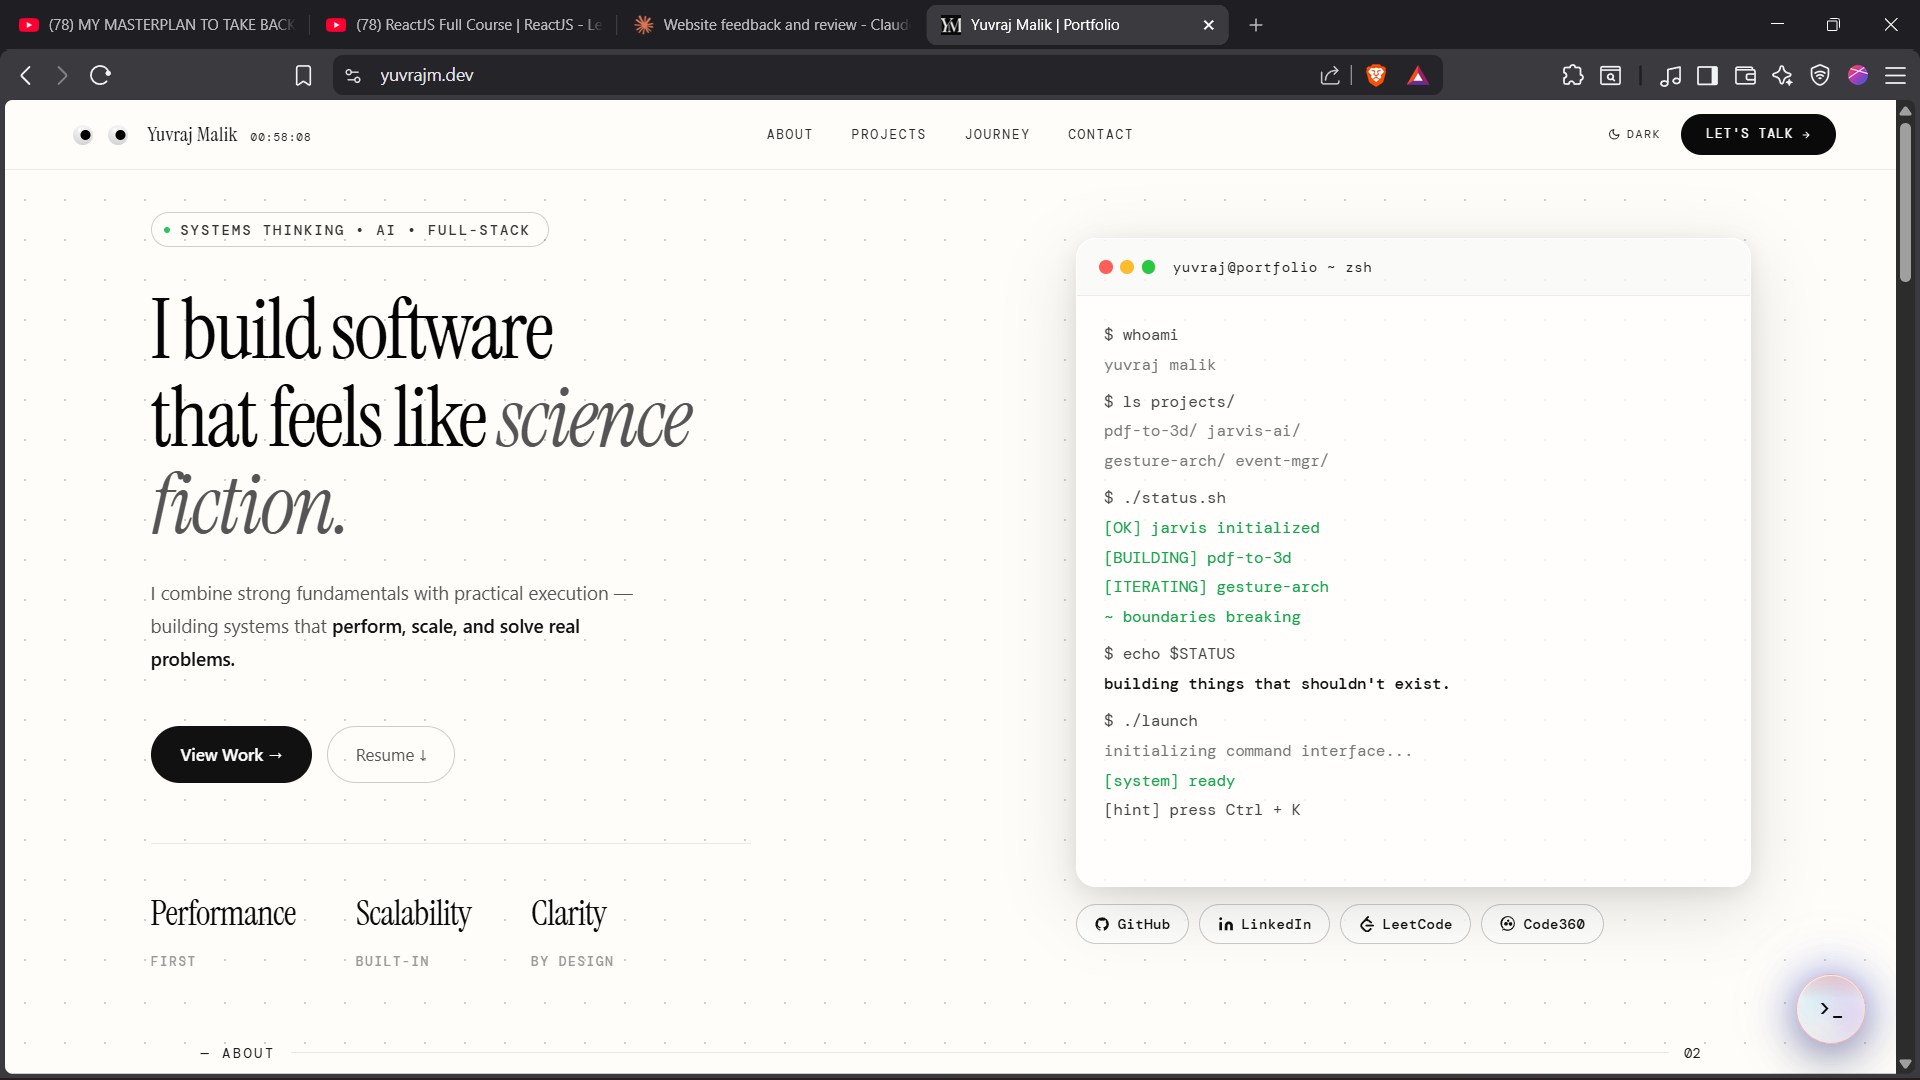 (78) MY MASTERPLAN TO TAKE BACK
(78) ReactJS Full Course | ReactJS - Le
Website feedback and review - Claud
YM Yuvraj Malik | Portfolio
yuvrajm.dev
Yuvraj Malik 00:58:08
ABOUT PROJECTS JOURNEY CONTACT
DARK
LET'S TALK →
SYSTEMS THINKING • AI • FULL-STACK
I build software
that feels like science
fiction.
I combine strong fundamentals with practical execution —
building systems that perform, scale, and solve real
problems.
View Work →
Resume ↓
Performance
FIRST
Scalability
BUILT-IN
Clarity
BY DESIGN
yuvraj@portfolio ~ zsh
$ whoami
yuvraj malik
$ ls projects/
pdf-to-3d/ jarvis-ai/
gesture-arch/ event-mgr/
$ ./status.sh
[OK] jarvis initialized
[BUILDING] pdf-to-3d
[ITERATING] gesture-arch
~ boundaries breaking
$ echo $STATUS
building things that shouldn't exist.
$ ./launch
initializing command interface...
[system] ready
[hint] press Ctrl + K
GitHub
LinkedIn
LeetCode
Code360
›_
— ABOUT
02